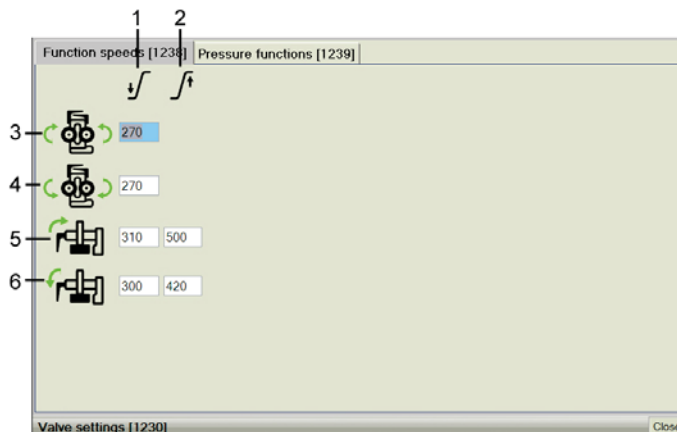 1 2
Function speeds [1238] Pressure functions [1239]
3 270
4 270
5 310 500
6 300 420
Valve settings [1230] Close